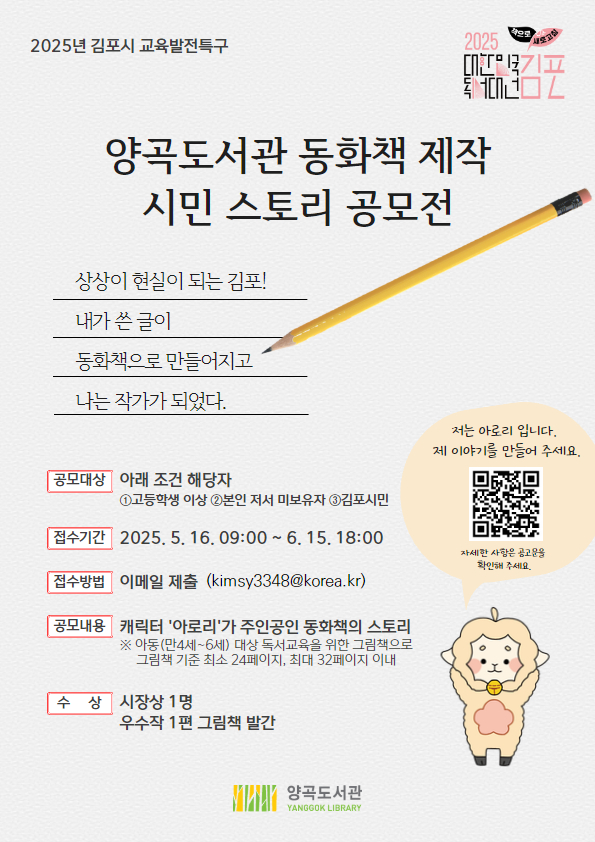 2025년 김포시 교육발전특구
2025
책으로
새로고침
대한민국
독서대전
김포
양곡도서관 동화책 제작
시민 스토리 공모전
상상이 현실이 되는 김포!
내가 쓴 글이
동화책으로 만들어지고
나는 작가가 되었다.
저는 아로리 입니다.
제 이야기를 만들어 주세요.
자세한 사항은 공고문을
확인해 주세요.
공모대상 아래 조건 해당자
①고등학생 이상 ②본인 저서 미보유자 ③김포시민
접수기간 2025. 5. 16. 09:00 ~ 6. 15. 18:00
접수방법 이메일 제출 (kimsy3348@korea.kr)
공모내용 캐릭터 '아로리'가 주인공인 동화책의 스토리
※ 아동(만4세~6세) 대상 독서교육을 위한 그림책으로
그림책 기준 최소 24페이지, 최대 32페이지 이내
수 상 시장상 1명
우수작 1편 그림책 발간
양곡도서관
YANGGOK LIBRARY